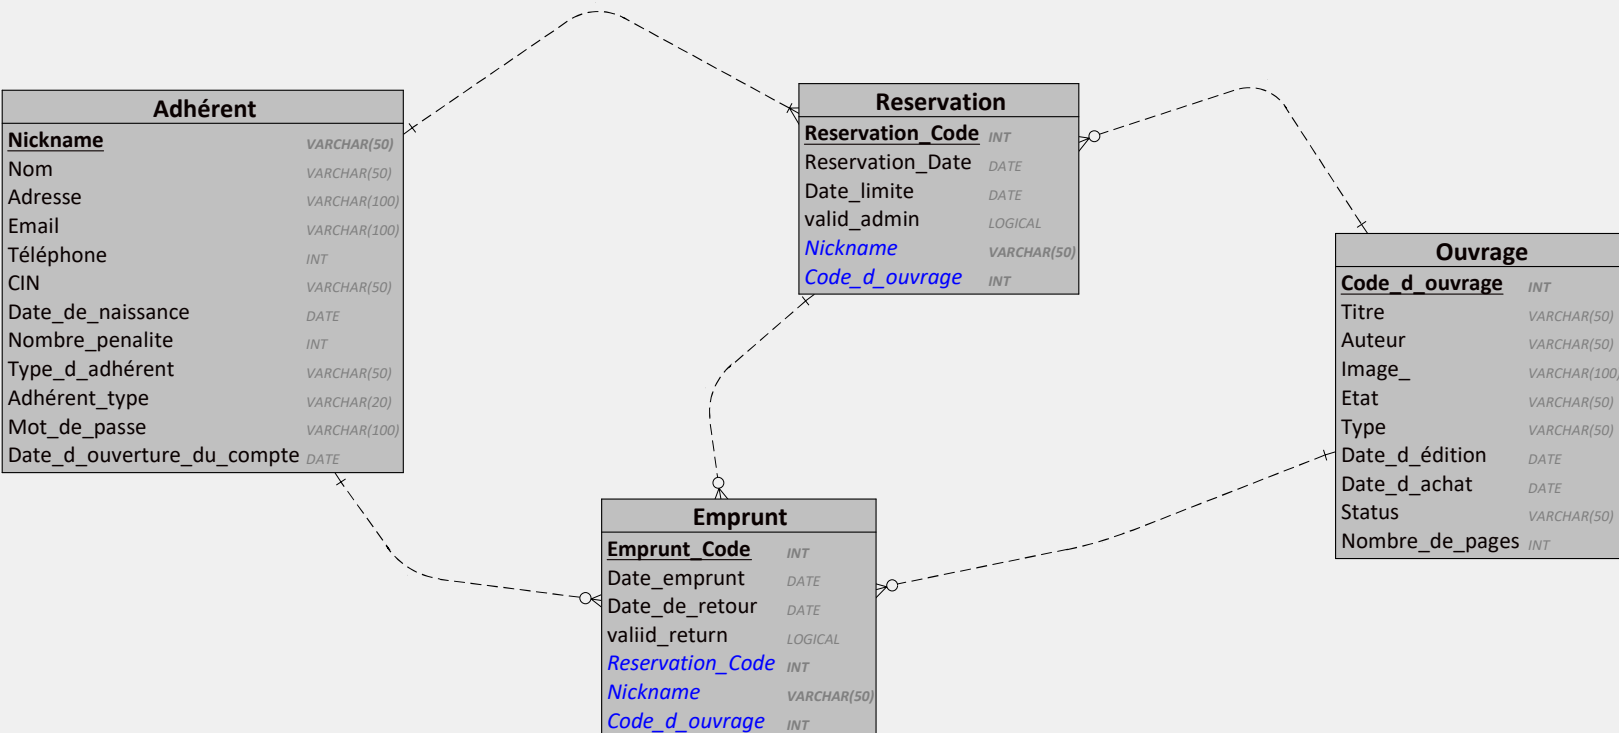 Adhérent
Nickname VARCHAR(50)
Nom VARCHAR(50)
Adresse VARCHAR(100)
Email VARCHAR(100)
Téléphone INT
CIN VARCHAR(50)
Date_de_naissance DATE
Nombre_penalite INT
Type_d_adhérent VARCHAR(50)
Adhérent_type VARCHAR(20)
Mot_de_passe VARCHAR(100)
Date_d_ouverture_du_compte DATE
Reservation
Reservation_Code INT
Reservation_Date DATE
Date_limite DATE
valid_admin LOGICAL
Nickname VARCHAR(50)
Code_d_ouvrage INT
Ouvrage
Code_d_ouvrage INT
Titre VARCHAR(50)
Auteur VARCHAR(50)
Image_ VARCHAR(100)
Etat VARCHAR(50)
Type VARCHAR(50)
Date_d_édition DATE
Date_d_achat DATE
Status VARCHAR(50)
Nombre_de_pages INT
Emprunt
Emprunt_Code INT
Date_emprunt DATE
Date_de_retour DATE
valiid_return LOGICAL
Reservation_Code INT
Nickname VARCHAR(50)
Code_d_ouvrage INT